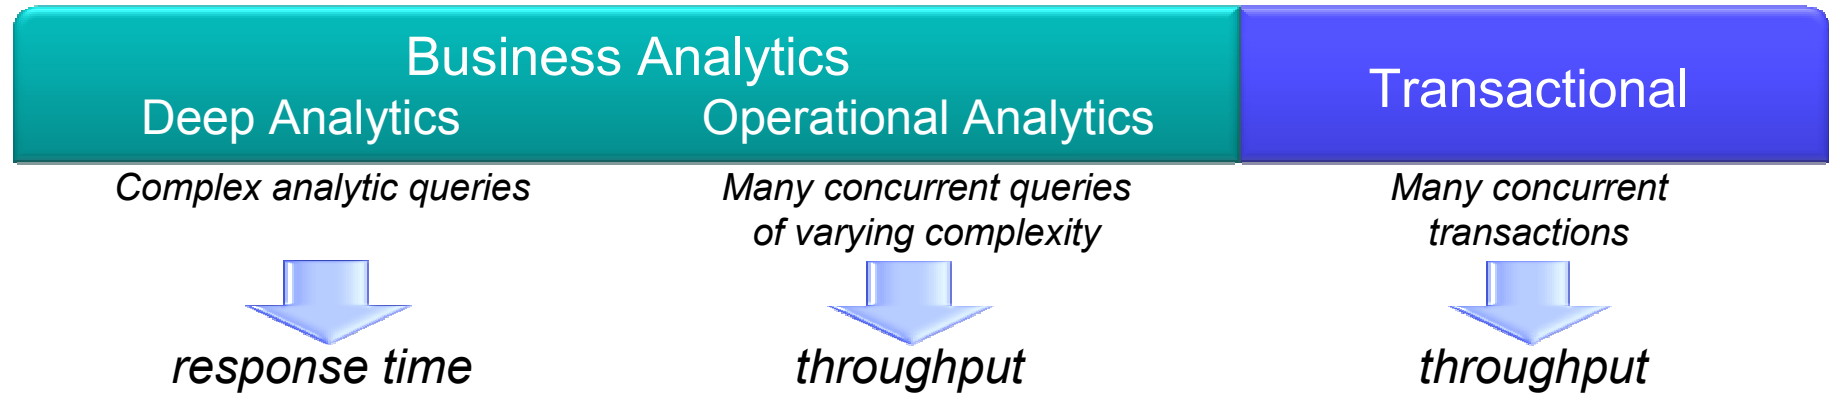 Business Analytics
Deep Analytics
Operational Analytics
Transactional
Complex analytic queries
Many concurrent queries
of varying complexity
Many concurrent
transactions
response time
throughput
throughput